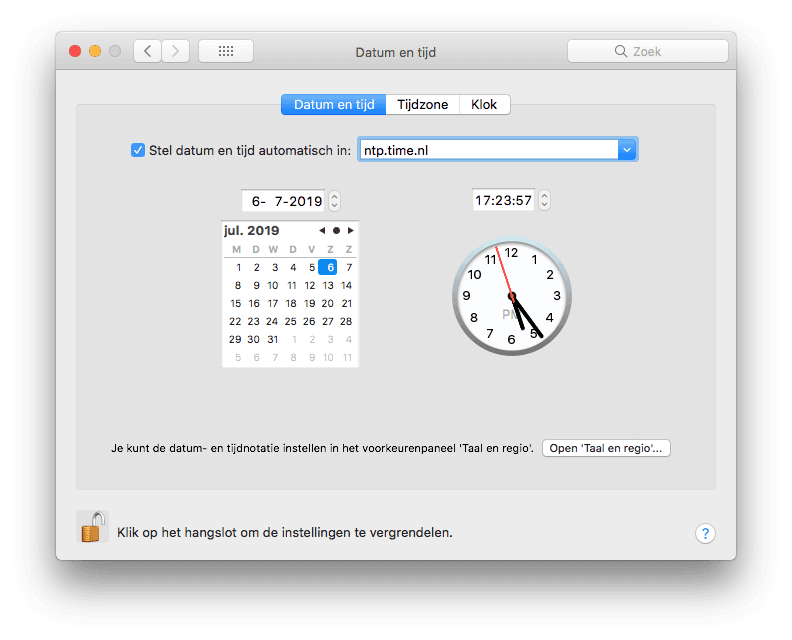 Datum en tijd
Zoek
Datum en tijd Tijdzone Klok
Stel datum en tijd automatisch in: ntp.time.nl
6- 7-2019
17:23:57
jul. 2019
M D W D V Z Z
1 2 3 4 5 6 7
8 9 10 11 12 13 14
15 16 17 18 19 20 21
22 23 24 25 26 27 28
29 30 31 1 2 3 4
5 6 7 8 9 10 11
12 1 2 3 4 5 6 7 8 9 10 11
PM
Je kunt de datum- en tijdnotatie instellen in het voorkeurenpaneel 'Taal en regio'. Open 'Taal en regio'...
Klik op het hangslot om de instellingen te vergrendelen.
?